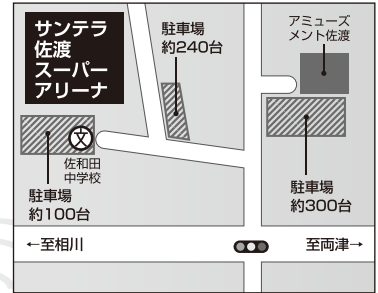 サンテラ
佐渡
スーパー
アリーナ
駐車場
約240台
アミューズ
メント佐渡
文
佐和田
中学校
駐車場
約100台
駐車場
約300台
←至相川
至両津→